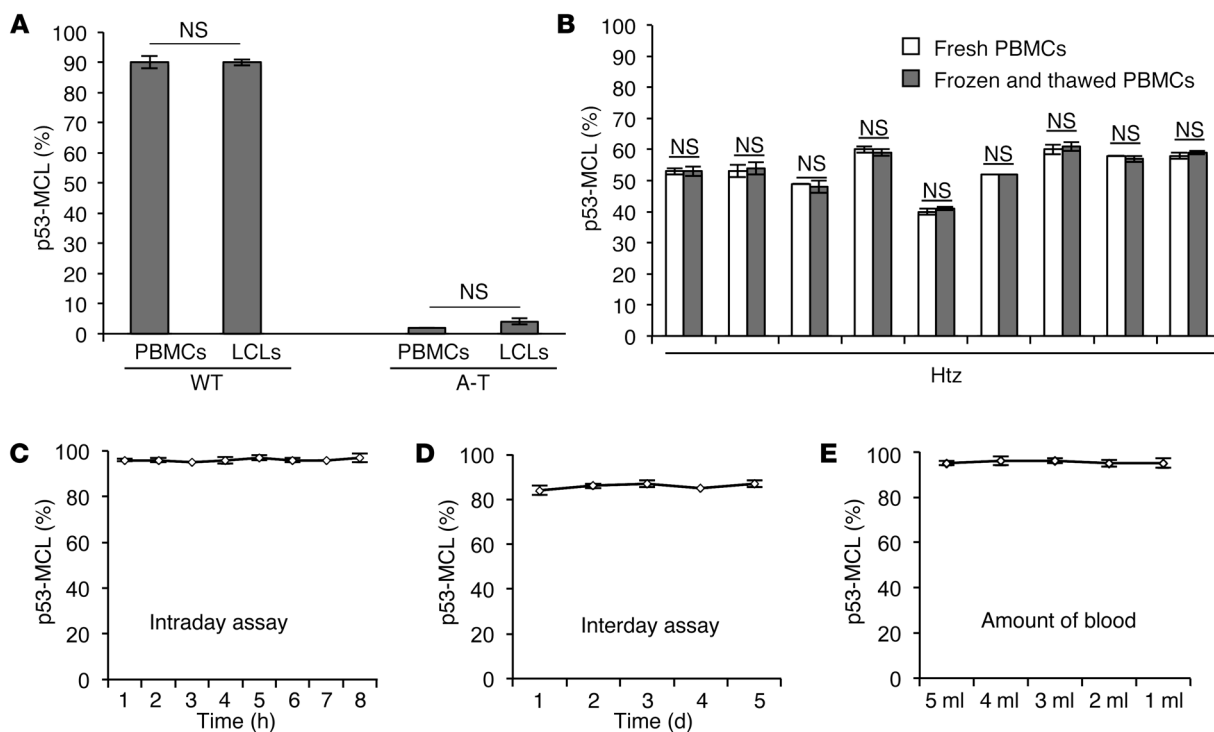 A
p53-MCL (%)
100
90
80
70
60
50
40
30
20
10
0
NS
NS
PBMCs LCLs PBMCs LCLs
WT A-T
B
p53-MCL (%)
100
90
80
70
60
50
40
30
20
10
0
Fresh PBMCs
Frozen and thawed PBMCs
NS NS NS NS NS NS NS NS NS
Htz
C
p53-MCL (%)
100
80
60
40
20
0
Intraday assay
1 2 3 4 5 6 7 8
Time (h)
D
p53-MCL (%)
100
80
60
40
20
0
Interday assay
1 2 3 4 5
Time (d)
E
p53-MCL (%)
100
80
60
40
20
0
Amount of blood
5 ml 4 ml 3 ml 2 ml 1 ml